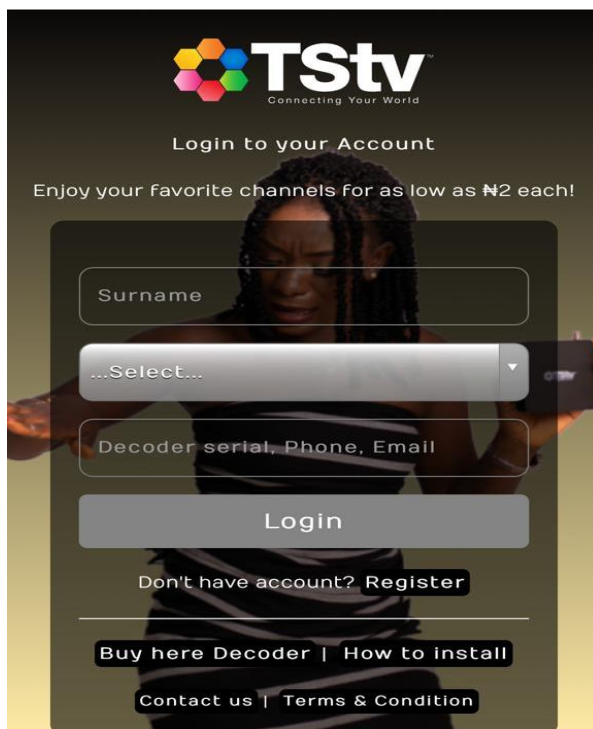 TStv™
Connecting Your World
Login to your Account
Enjoy your favorite channels for as low as ₦2 each!
Surname
...Select...
Decoder serial, Phone, Email
Login
Don't have account? Register
Buy here Decoder | How to install
Contact us | Terms & Condition